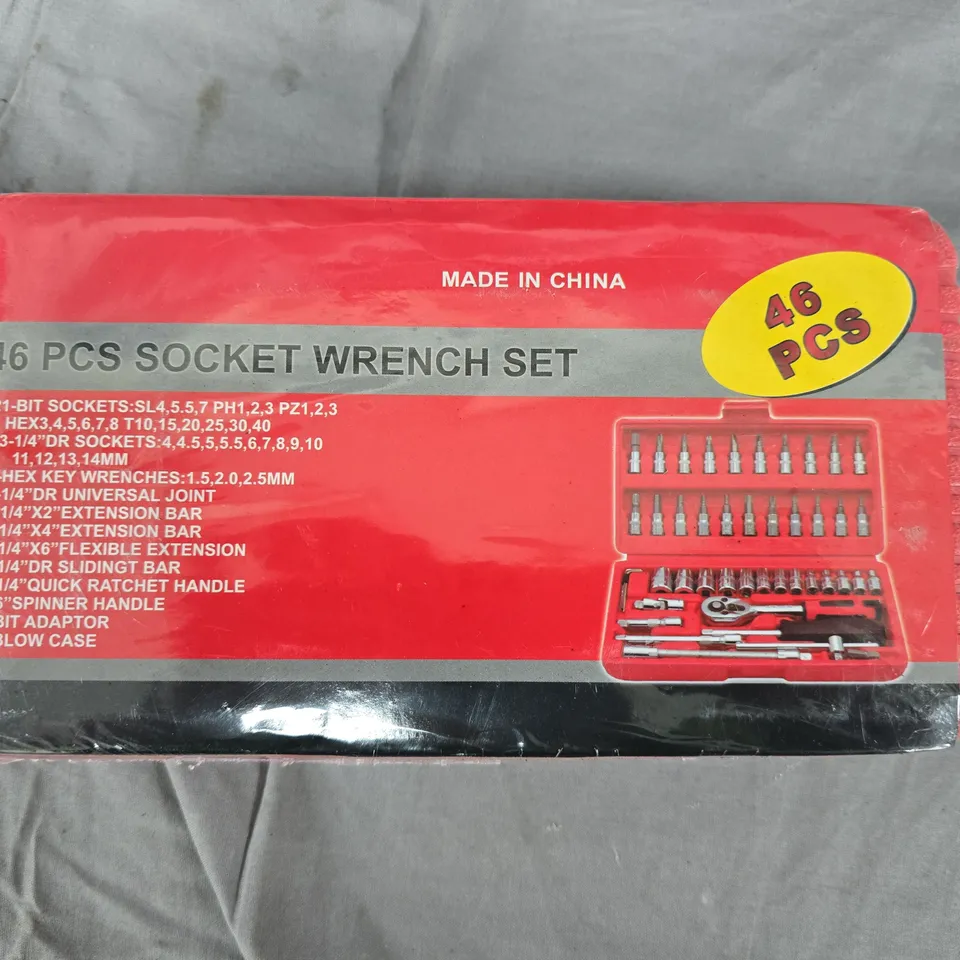 MADE IN CHINA
46 PCS
46 PCS SOCKET WRENCH SET
21-BIT SOCKETS:SL4,5.5,7 PH1,2,3 PZ1,2,3
HEX3,4,5,6,7,8 T10,15,20,25,30,40
3-1/4"DR SOCKETS:4,4.5,5,5.5,6,7,8,9,10
11,12,13,14MM
-HEX KEY WRENCHES:1.5,2.0,2.5MM
-1/4"DR UNIVERSAL JOINT
1/4"X2"EXTENSION BAR
1/4"X4"EXTENSION BAR
1/4"X6"FLEXIBLE EXTENSION
1/4"DR SLIDINGT BAR
1/4"QUICK RATCHET HANDLE
6"SPINNER HANDLE
BIT ADAPTOR
BLOW CASE